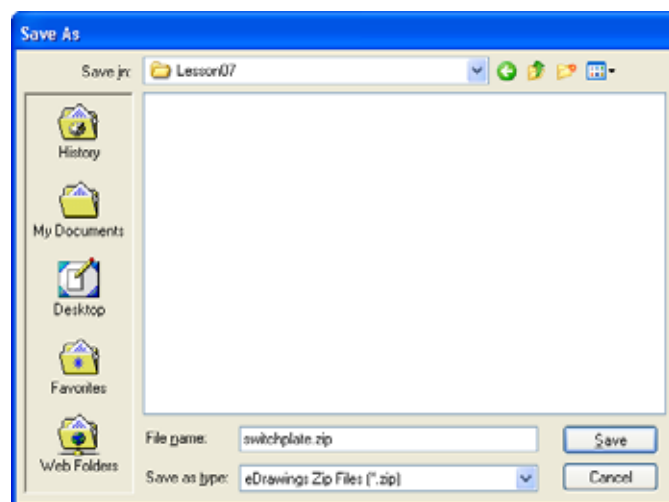 Save As
Save in:
Lesson07
History
My Documents
Desktop
Favorites
Web Folders
File name:
switchplate.zip
Save
Save as type:
eDrawings Zip Files (*.zip)
Cancel